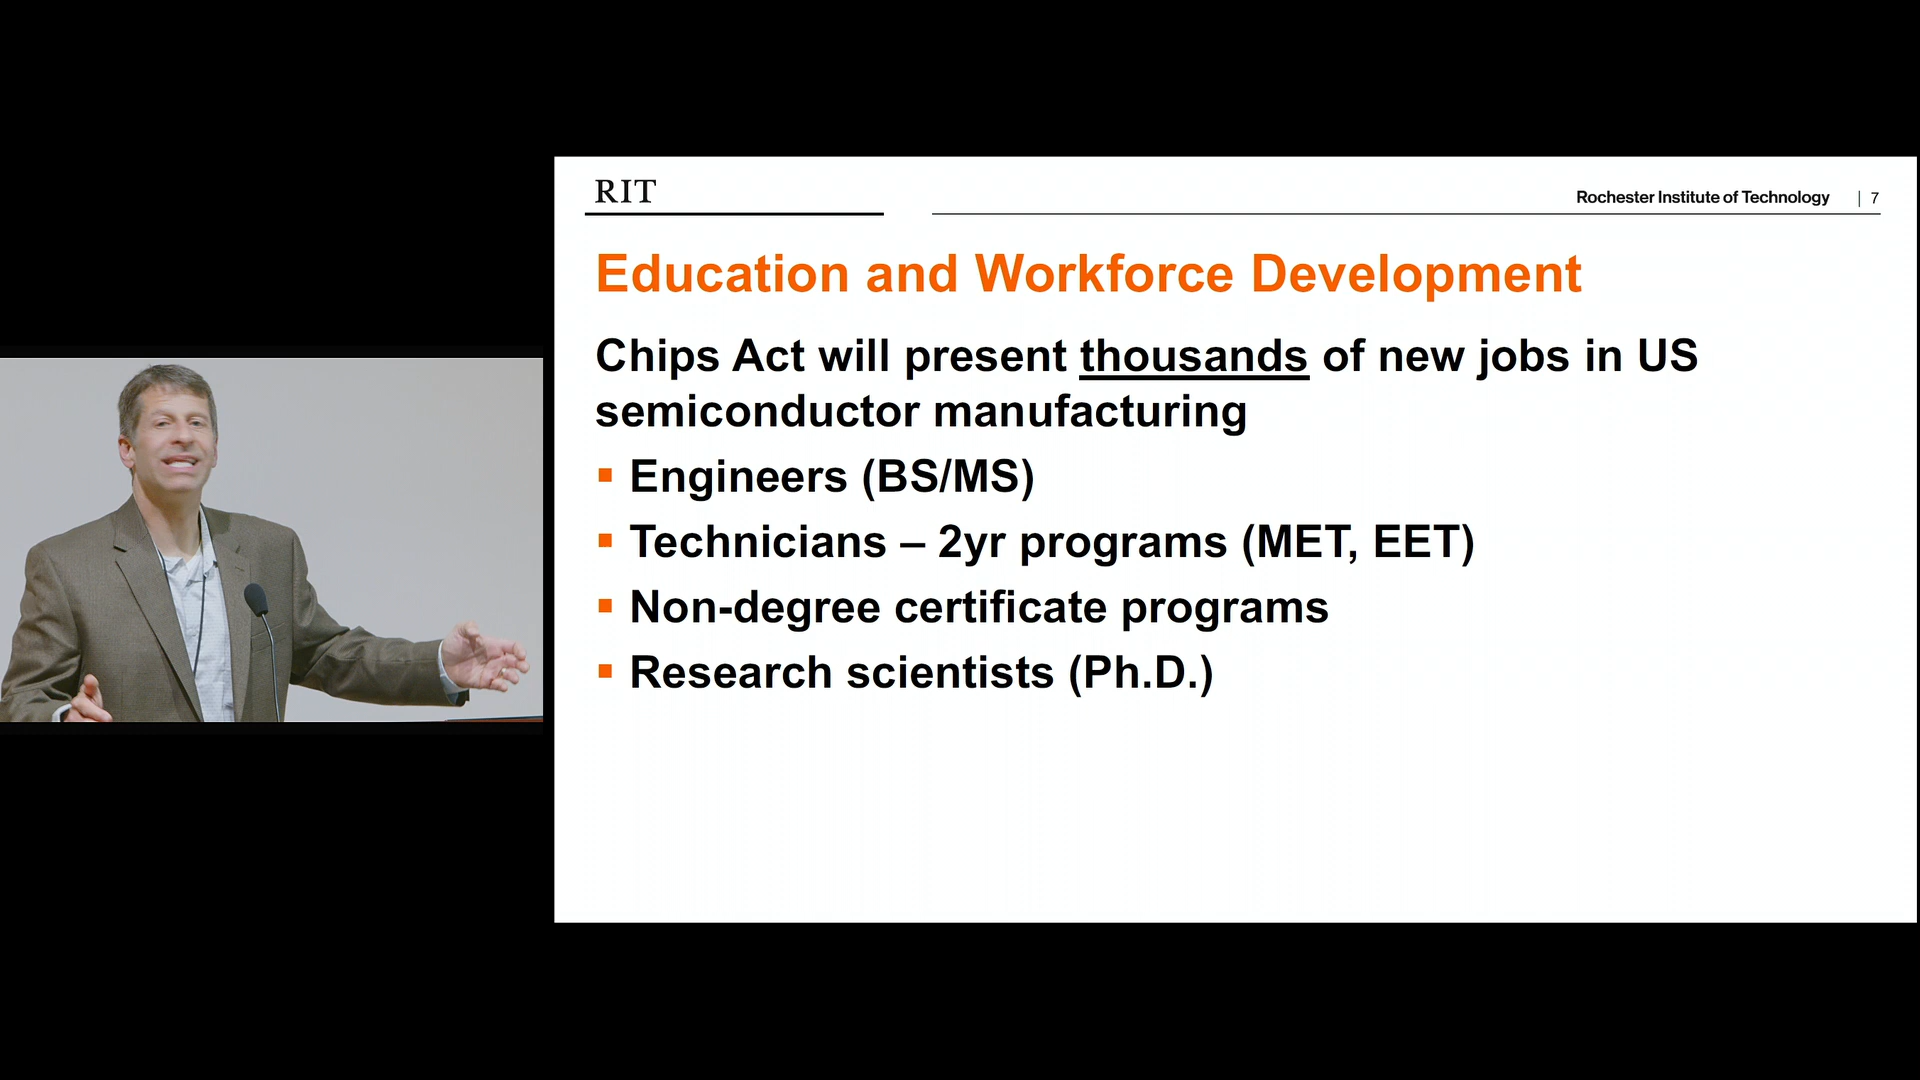 RIT
Rochester Institute of Technology | 7
Education and Workforce Development
Chips Act will present thousands of new jobs in US
semiconductor manufacturing
▪ Engineers (BS/MS)
▪ Technicians – 2yr programs (MET, EET)
▪ Non-degree certificate programs
▪ Research scientists (Ph.D.)